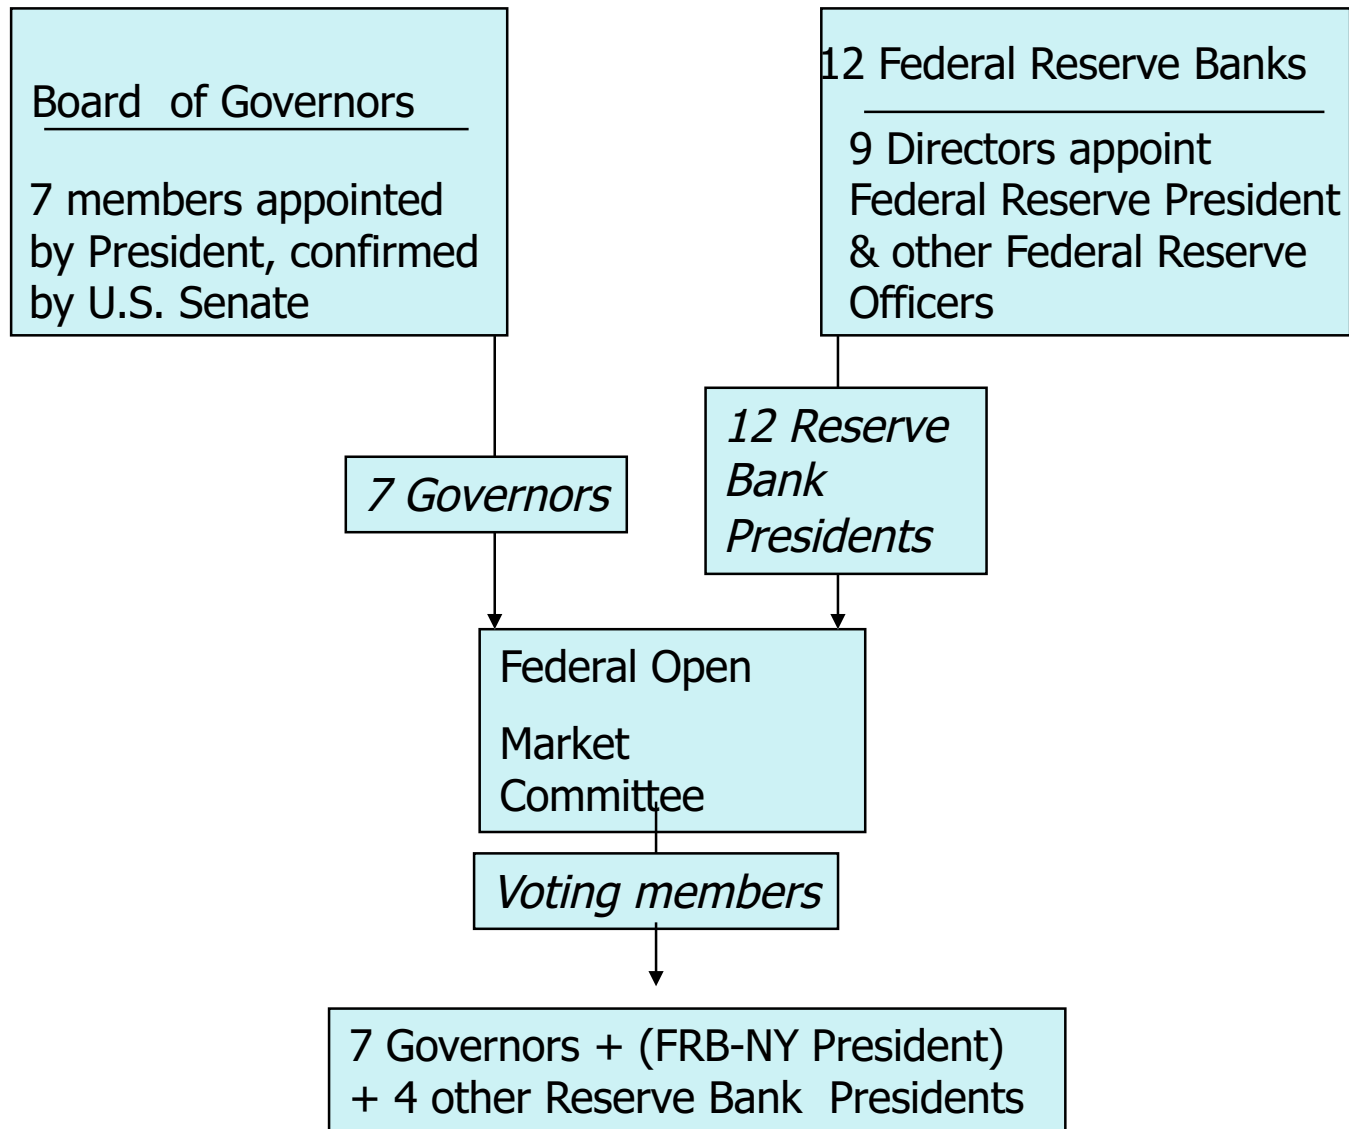 Board of Governors
7 members appointed
by President, confirmed
by U.S. Senate
12 Federal Reserve Banks
9 Directors appoint
Federal Reserve President
& other Federal Reserve
Officers
7 Governors
12 Reserve
Bank
Presidents
Federal Open
Market
Committee
Voting members
7 Governors + (FRB-NY President)
+ 4 other Reserve Bank Presidents